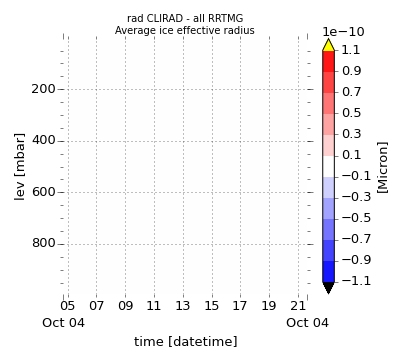 rad CLIRAD - all RRTMG
Average ice effective radius
1e−10
200
400
600
800
lev [mbar]
05 07 09 11 13 15 17 19 21
Oct 04 Oct 04
time [datetime]
1.1
0.9
0.7
0.5
0.3
0.1
−0.1
−0.3
−0.5
−0.7
−0.9
−1.1
[Micron]